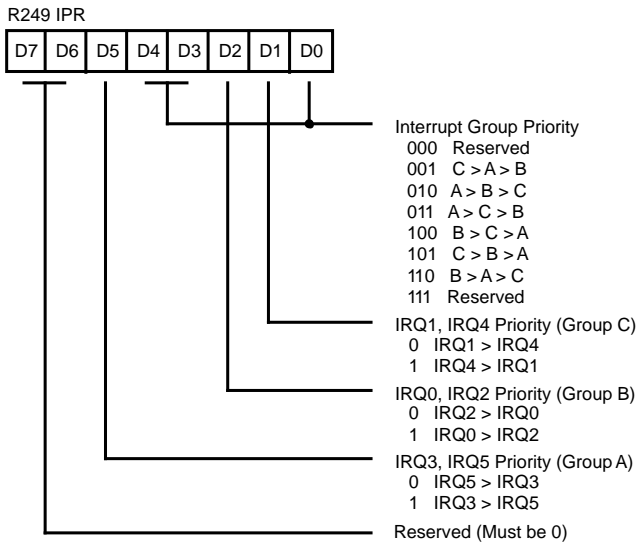 R249 IPR
D7 D6 D5 D4 D3 D2 D1 D0
Interrupt Group Priority
000 Reserved
001 C > A > B
010 A > B > C
011 A > C > B
100 B > C > A
101 C > B > A
110 B > A > C
111 Reserved
IRQ1, IRQ4 Priority (Group C)
0 IRQ1 > IRQ4
1 IRQ4 > IRQ1
IRQ0, IRQ2 Priority (Group B)
0 IRQ2 > IRQ0
1 IRQ0 > IRQ2
IRQ3, IRQ5 Priority (Group A)
0 IRQ5 > IRQ3
1 IRQ3 > IRQ5
Reserved (Must be 0)